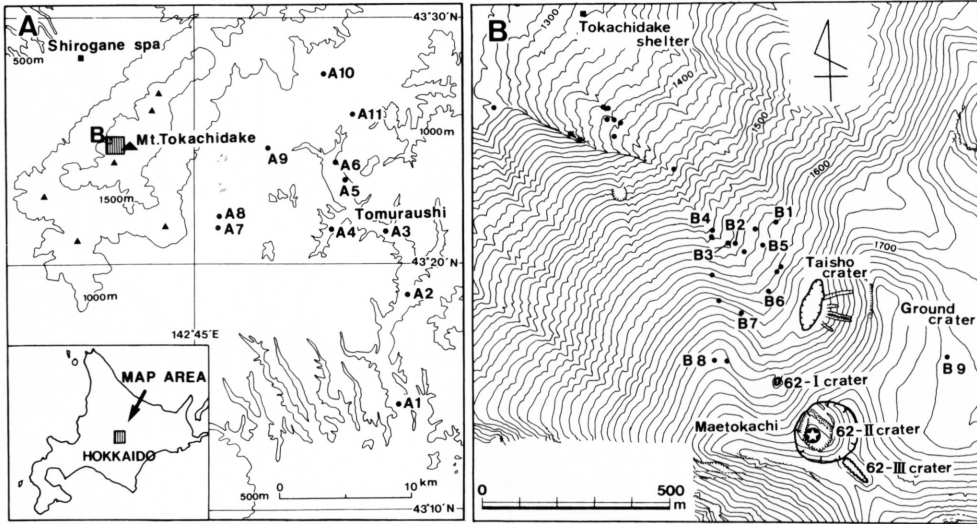 A
43°30´N
500m
Shirogane spa
A10
A11
1000m
B
Mt.Tokachidake
A9
A6
A5
1500m
Tomuraushi
A8
A7
A4
A3
43°20´
1000m
A2
142°45´E
MAP AREA
HOKKAIDO
A1
500m
0
10 km
43°10´
B
1300
Tokachidake
shelter
1400
1500
1600
B4
B2
B1
B3
B5
1700
Taisho
crater
B6
Ground
crater
B7
B8
B9
62-I crater
Maetokachi
62-II crater
62-III crater
0
500
m